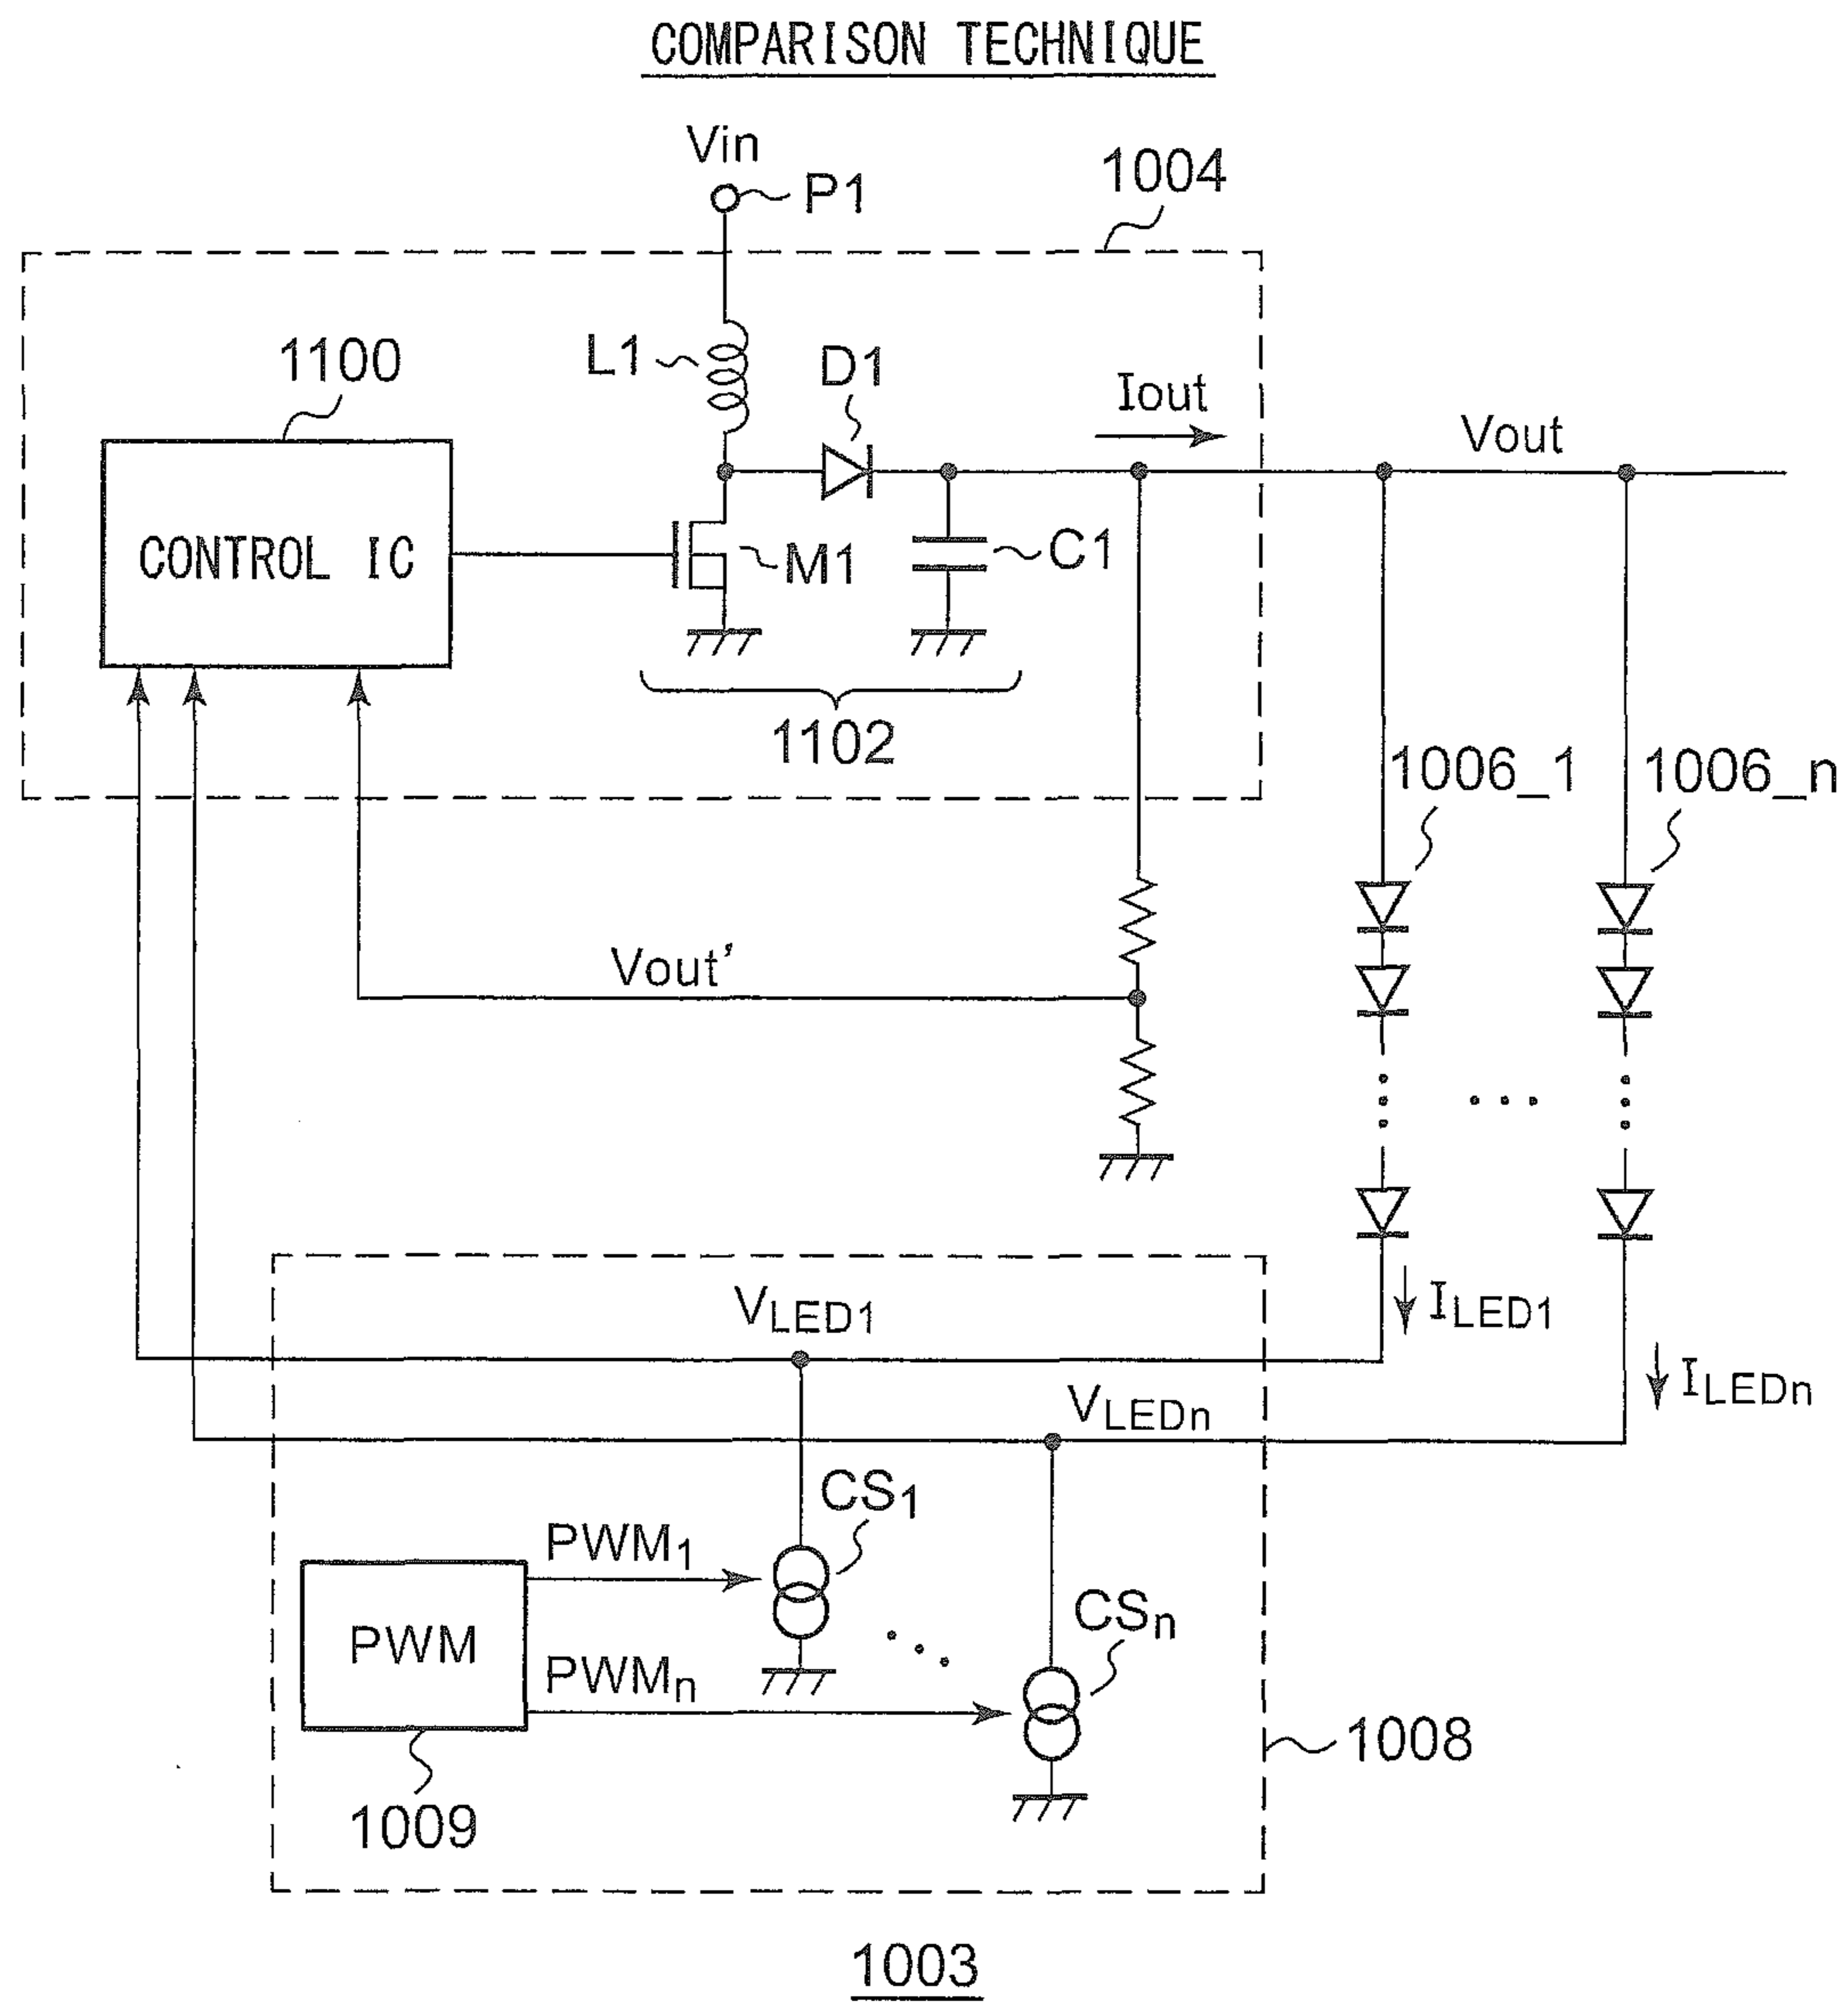 COMPARISON TECHNIQUE
Vin
P1
1004
1100
L1
D1
Iout
Vout
CONTROL IC
M1
C1
1102
1006_1
1006_n
Vout'
VLED1
ILED1
VLEDn
ILEDn
CS1
PWM1
CSn
PWM
PWMn
1008
1009
1003